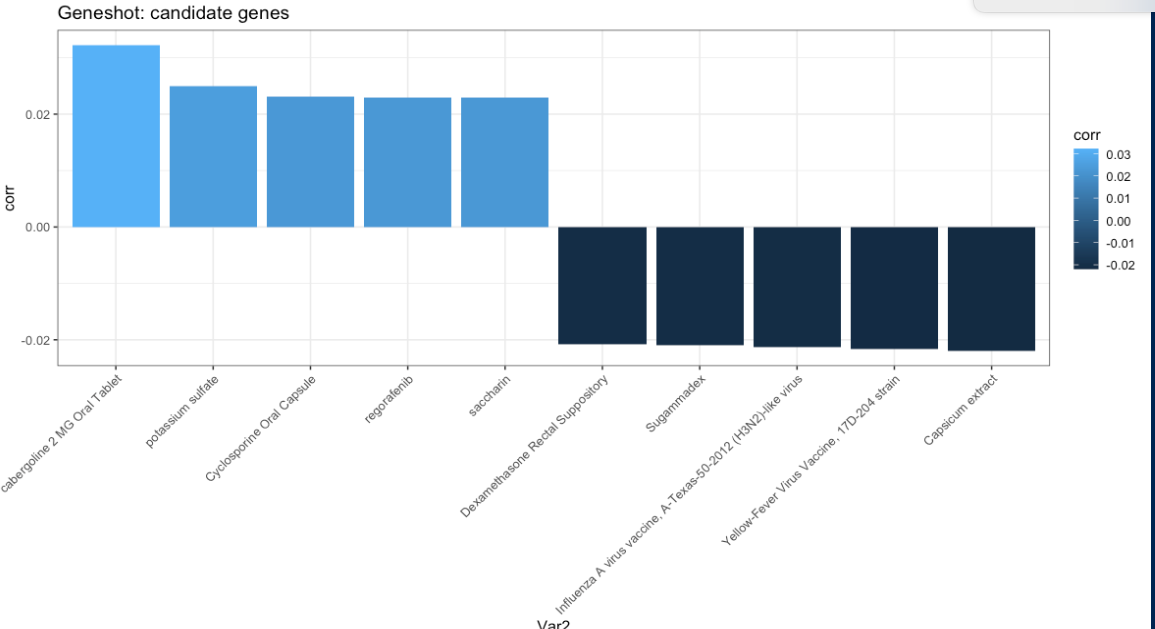 Geneshot: candidate genes
corr
0.02
0.00
-0.02
cabergoline 2 MG Oral Tablet
potassium sulfate
Cyclosporine Oral Capsule
regorafenib
saccharin
Dexamethasone Rectal Suppository
Sugammadex
Influenza A virus vaccine, A-Texas-50-2012 (H3N2)-like virus
Yellow-Fever Virus Vaccine, 17D-204 strain
Capsicum extract
Var2
corr
0.03
0.02
0.01
0.00
-0.01
-0.02